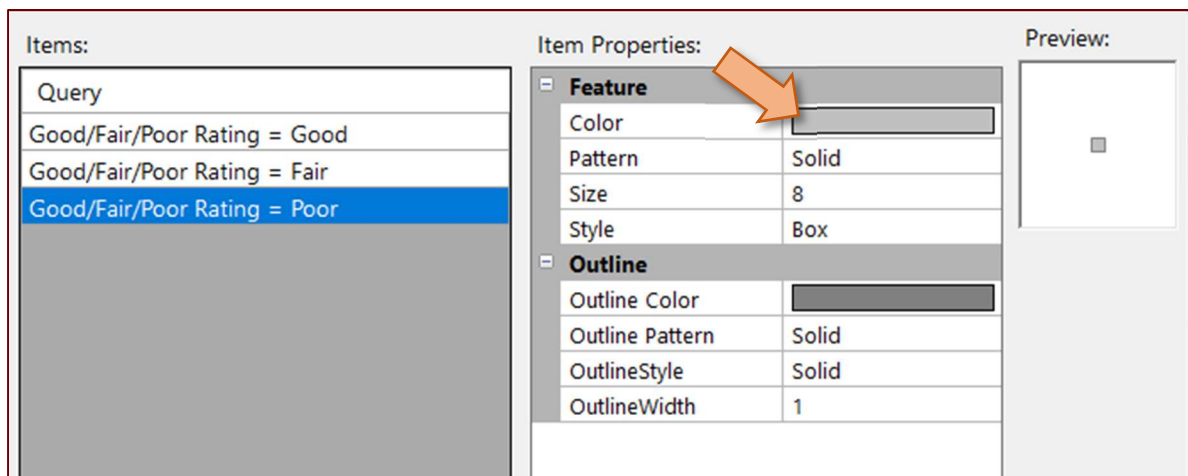 Items:
Query
Good/Fair/Poor Rating = Good
Good/Fair/Poor Rating = Fair
Good/Fair/Poor Rating = Poor
Item Properties:
Feature
Color
Pattern Solid
Size 8
Style Box
Outline
Outline Color
Outline Pattern Solid
OutlineStyle Solid
OutlineWidth 1
Preview: